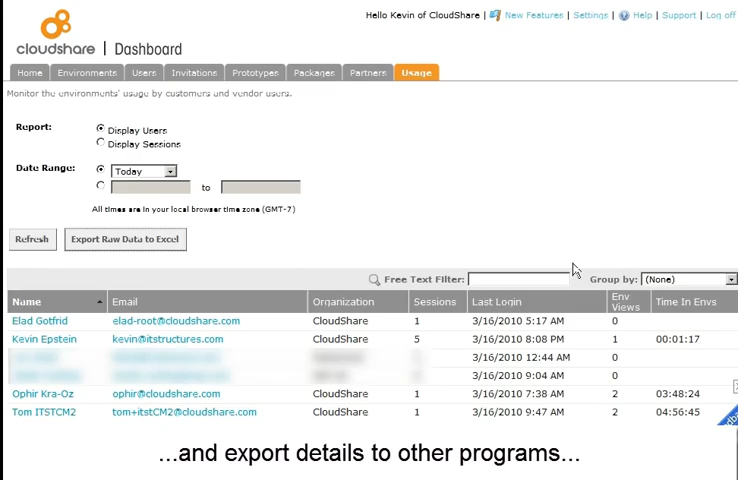 Hello Kevin of CloudShare | New Features | Settings | Help | Support | Log off
cloudshare | Dashboard
Home Environments Users Invitations Prototypes Packages Partners Usage
Monitor the environments' usage by customers and vendor users.
Report: Display Users
Display Sessions
Date Range: Today
to
All times are in your local browser time zone (GMT-7)
Refresh Export Raw Data to Excel
Free Text Filter: Group by: (None)
Name Email Organization Sessions Last Login Env Views Time In Envs
Elad Gotfrid elad-root@cloudshare.com CloudShare 1 3/16/2010 5:17 AM 0
Kevin Epstein kevin@itstructures.com CloudShare 5 3/16/2010 8:08 PM 1 00:01:17
3/16/2010 12:44 AM 0
3/16/2010 9:04 AM 0
Ophir Kra-Oz ophir@cloudshare.com CloudShare 1 3/16/2010 7:38 AM 2 03:48:24
Tom ITSTCM2 tom+itstCM2@cloudshare.com CloudShare 1 3/16/2010 9:47 AM 2 04:56:45
...and export details to other programs...